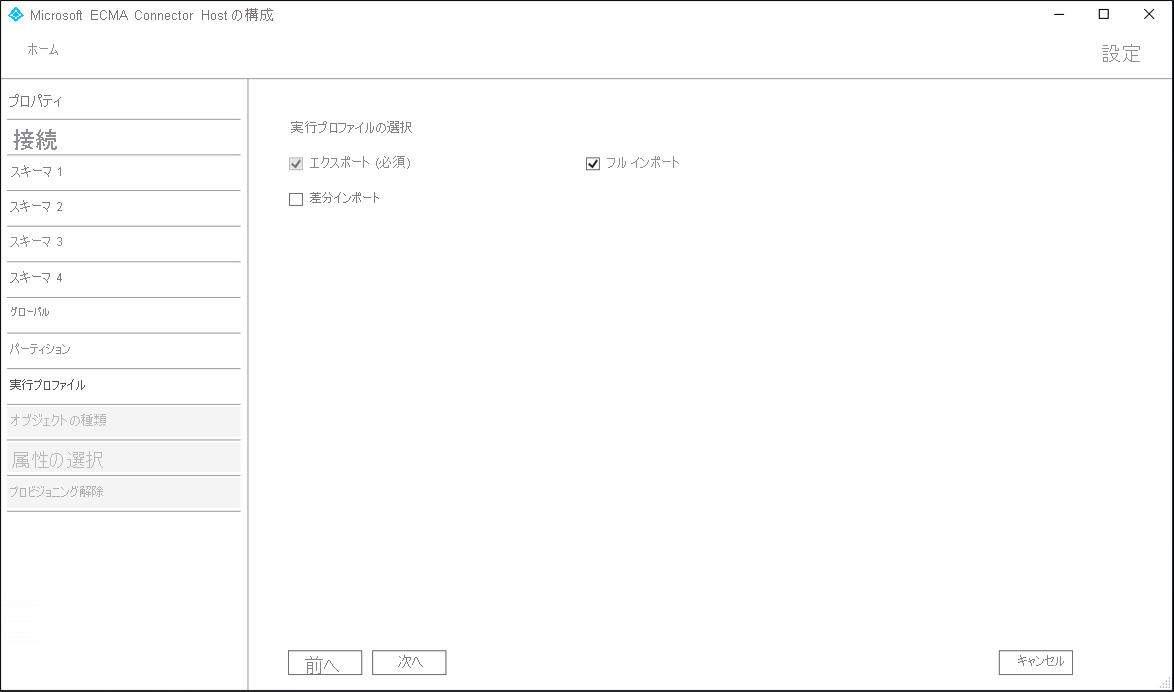 Microsoft ECMA Connector Host の構成
ホーム
設定
プロパティ
接続
スキーマ 1
スキーマ 2
スキーマ 3
スキーマ 4
グローバル
パーティション
実行プロファイル
オブジェクトの種類
属性の選択
プロビジョニング解除
実行プロファイルの選択
エクスポート (必須)
フル インポート
差分インポート
前へ
次へ
キャンセル